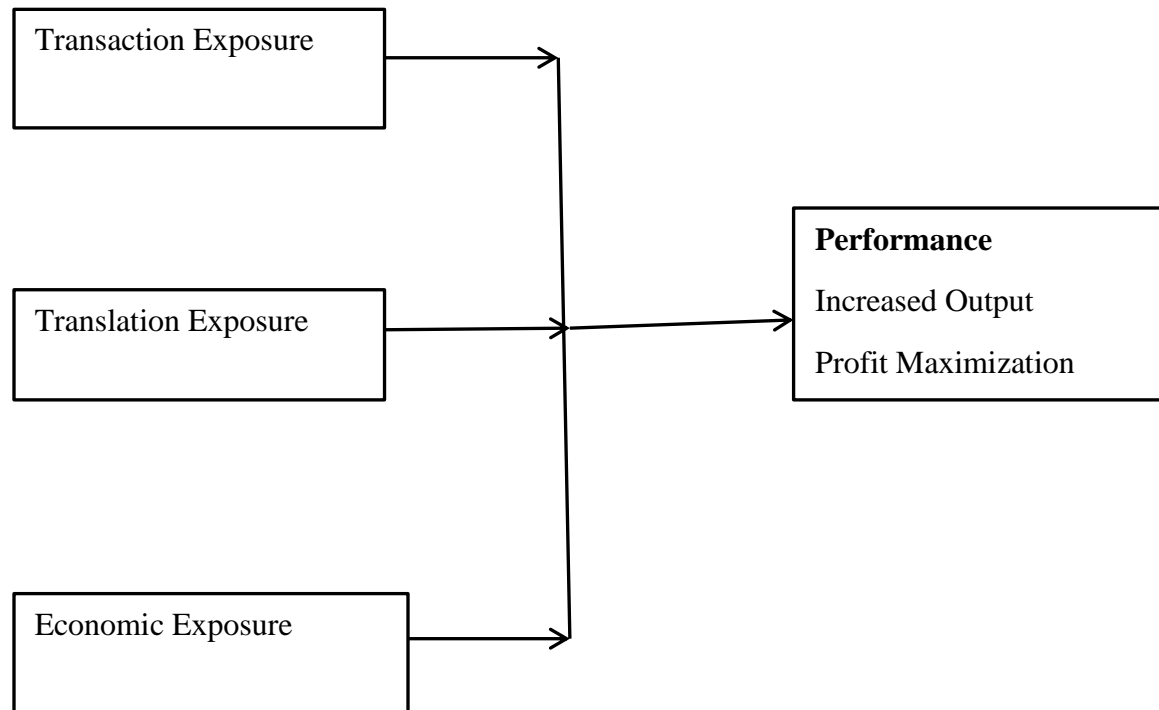 Transaction Exposure
Translation Exposure
Economic Exposure
Performance
Increased Output
Profit Maximization